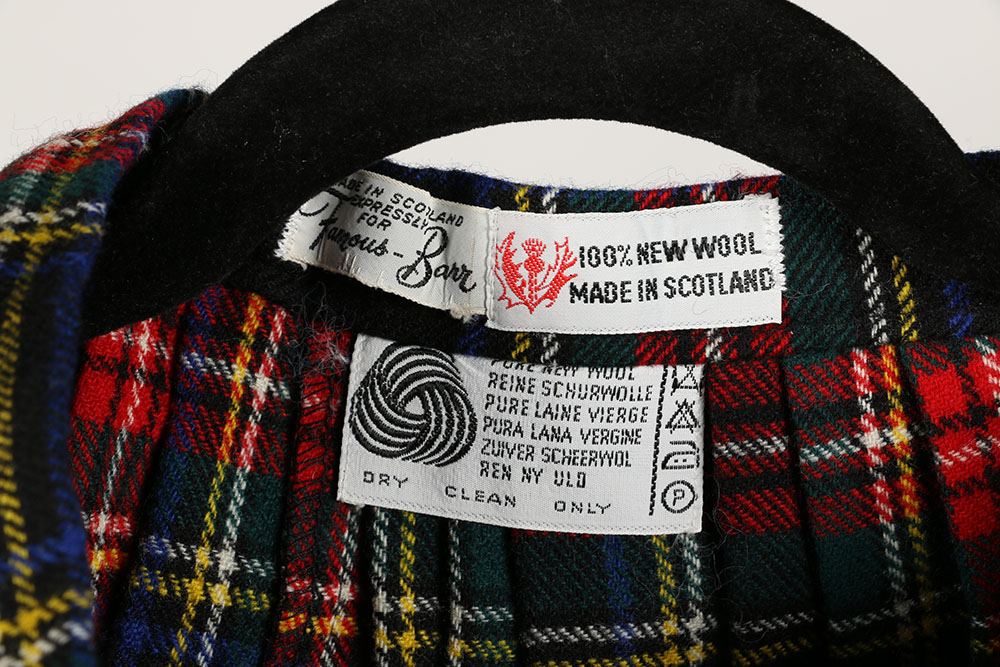 MADE IN SCOTLAND
EXPRESSLY
FOR
Famous-Barr
100% NEW WOOL
MADE IN SCOTLAND
PURE NEW WOOL
REINE SCHURWOLLE
PURE LAINE VIERGE
PURA LANA VERGINE
ZUIVER SCHEERWOL
REN NY ULD
DRY CLEAN ONLY
P